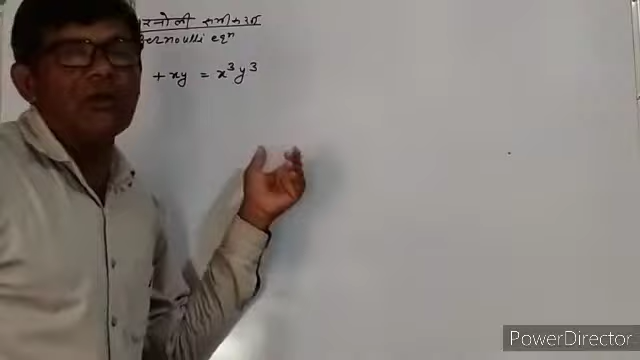 समीकरण
Bernoulli eqⁿ
+ xy = x³y³
PowerDirector